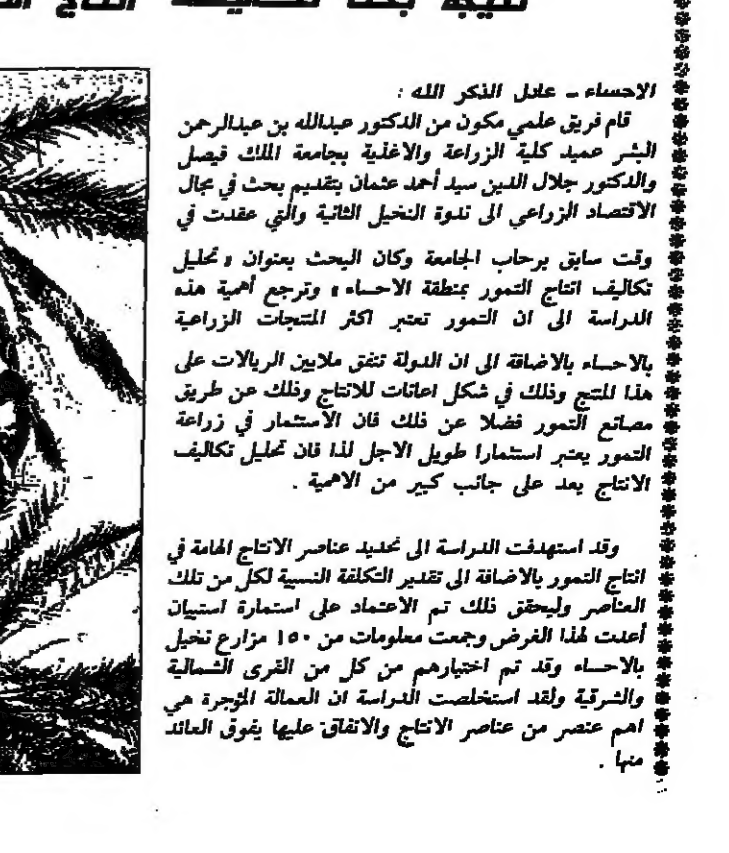 الاحساء ـ عادل الذكر الله :
قام فريق علمي مكون من الدكتور عبدالله بن عبدالرحمن
البشر عميد كلية الزراعة والاغذية بجامعة الملك فيصل
والدكتور جلال الدين سيد أحمد عثمان بتقديم بحث في مجال
الاقتصاد الزراعي الى ندوة النخيل الثانية والتي عقدت في
وقت سابق برحاب الجامعة وكان البحث بعنوان « تحليل
تكاليف انتاج التمور بمنطقة الاحساء » وترجع أهمية هذه
الدراسة الى ان التمور تعتبر اكثر المنتجات الزراعية
بالاحساء بالاضافة الى ان الدولة تنفق ملايين الريالات على
هذا المنتج وذلك في شكل اعانات للانتاج وذلك عن طريق
مصانع التمور فضلا عن ذلك فان الاستثمار في زراعة
التمور يعتبر استثمارا طويل الاجل لذا فان تحليل تكاليف
الانتاج يعد على جانب كبير من الاهمية .
وقد استهدفت الدراسة الى تحديد عناصر الانتاج الهامة في
انتاج التمور بالاضافة الى تقدير التكلفة النسبية لكل من تلك
العناصر وليحقق ذلك تم الاعتماد على استمارة استبيان
أعدت لهذا الغرض وجمعت معلومات من ١٥٠ مزارع نخيل
بالاحساء وقد تم اختيارهم من كل من القرى الشمالية
والشرقية ولقد استخلصت الدراسة ان العمالة المؤجرة هي
اهم عنصر من عناصر الانتاج والانفاق عليها يفوق العائد
منها .